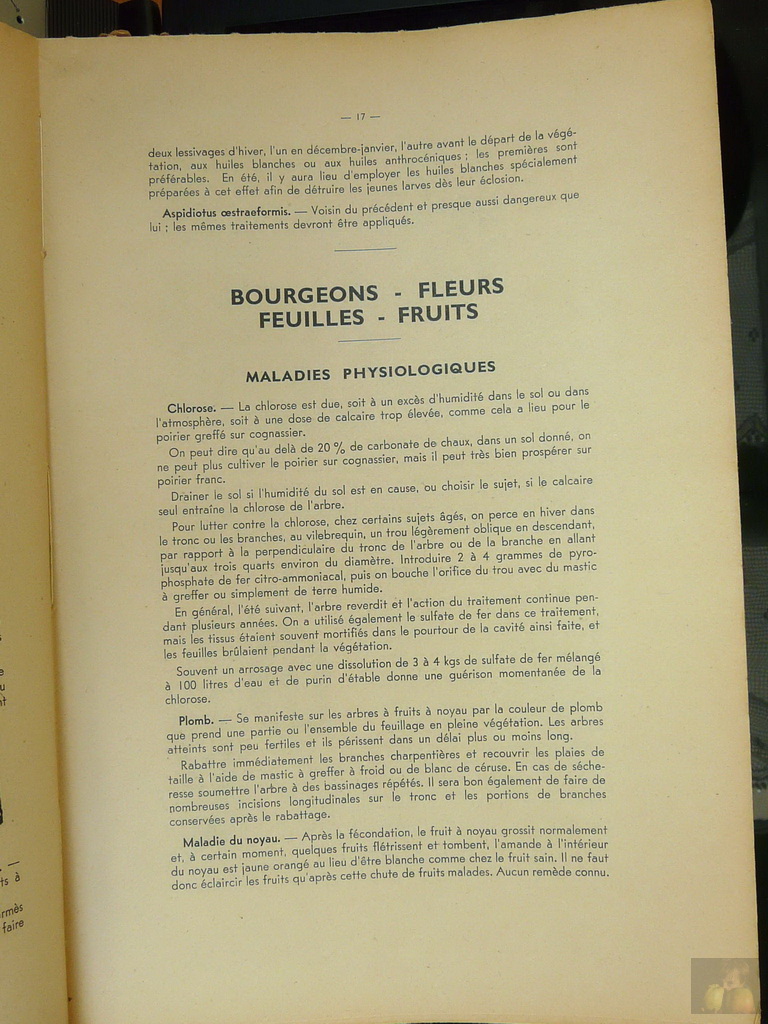 — 17 —
deux lessivages d'hiver, l'un en décembre-janvier, l'autre avant le départ de la végé-
tation, aux huiles blanches ou aux huiles anthrocéniques ; les premières sont
préférables. En été, il y aura lieu d'employer les huiles blanches spécialement
préparées à cet effet afin de détruire les jeunes larves dès leur éclosion.
Aspidiotus œstraeformis. — Voisin du précédent et presque aussi dangereux que
lui ; les mêmes traitements devront être appliqués.
BOURGEONS - FLEURS
FEUILLES - FRUITS
MALADIES PHYSIOLOGIQUES
Chlorose. — La chlorose est due, soit à un excès d'humidité dans le sol ou dans
l'atmosphère, soit à une dose de calcaire trop élevée, comme cela a lieu pour le
poirier greffé sur cognassier.
On peut dire qu'au delà de 20 % de carbonate de chaux, dans un sol donné, on
ne peut plus cultiver le poirier sur cognassier, mais il peut très bien prospérer sur
poirier franc.
Drainer le sol si l'humidité du sol est en cause, ou choisir le sujet, si le calcaire
seul entraîne la chlorose de l'arbre.
Pour lutter contre la chlorose, chez certains sujets âgés, on perce en hiver dans
le tronc ou les branches, au vilebrequin, un trou légèrement oblique en descendant,
par rapport à la perpendiculaire du tronc de l'arbre ou de la branche en allant
jusqu'aux trois quarts environ du diamètre. Introduire 2 à 4 grammes de pyro-
phosphate de fer citro-ammoniacal, puis on bouche l'orifice du trou avec du mastic
à greffer ou simplement de terre humide.
En général, l'été suivant, l'arbre reverdit et l'action du traitement continue pen-
dant plusieurs années. On a utilisé également le sulfate de fer dans ce traitement,
mais les tissus étaient souvent mortifiés dans le pourtour de la cavité ainsi faite, et
les feuilles brûlaient pendant la végétation.
Souvent un arrosage avec une dissolution de 3 à 4 kgs de sulfate de fer mélangé
à 100 litres d'eau et de purin d'étable donne une guérison momentanée de la
chlorose.
Plomb. — Se manifeste sur les arbres à fruits à noyau par la couleur de plomb
que prend une partie ou l'ensemble du feuillage en pleine végétation. Les arbres
atteints sont peu fertiles et ils périssent dans un délai plus ou moins long.
Rabattre immédiatement les branches charpentières et recouvrir les plaies de
taille à l'aide de mastic à greffer à froid ou de blanc de céruse. En cas de séche-
resse soumettre l'arbre à des bassinages répétés. Il sera bon également de faire de
nombreuses incisions longitudinales sur le tronc et les portions de branches
conservées après le rabattage.
Maladie du noyau. — Après la fécondation, le fruit à noyau grossit normalement
et, à certain moment, quelques fruits flétrissent et tombent, l'amande à l'intérieur
du noyau est jaune orangé au lieu d'être blanche comme chez le fruit sain. Il ne faut
donc éclaircir les fruits qu'après cette chute de fruits malades. Aucun remède connu.